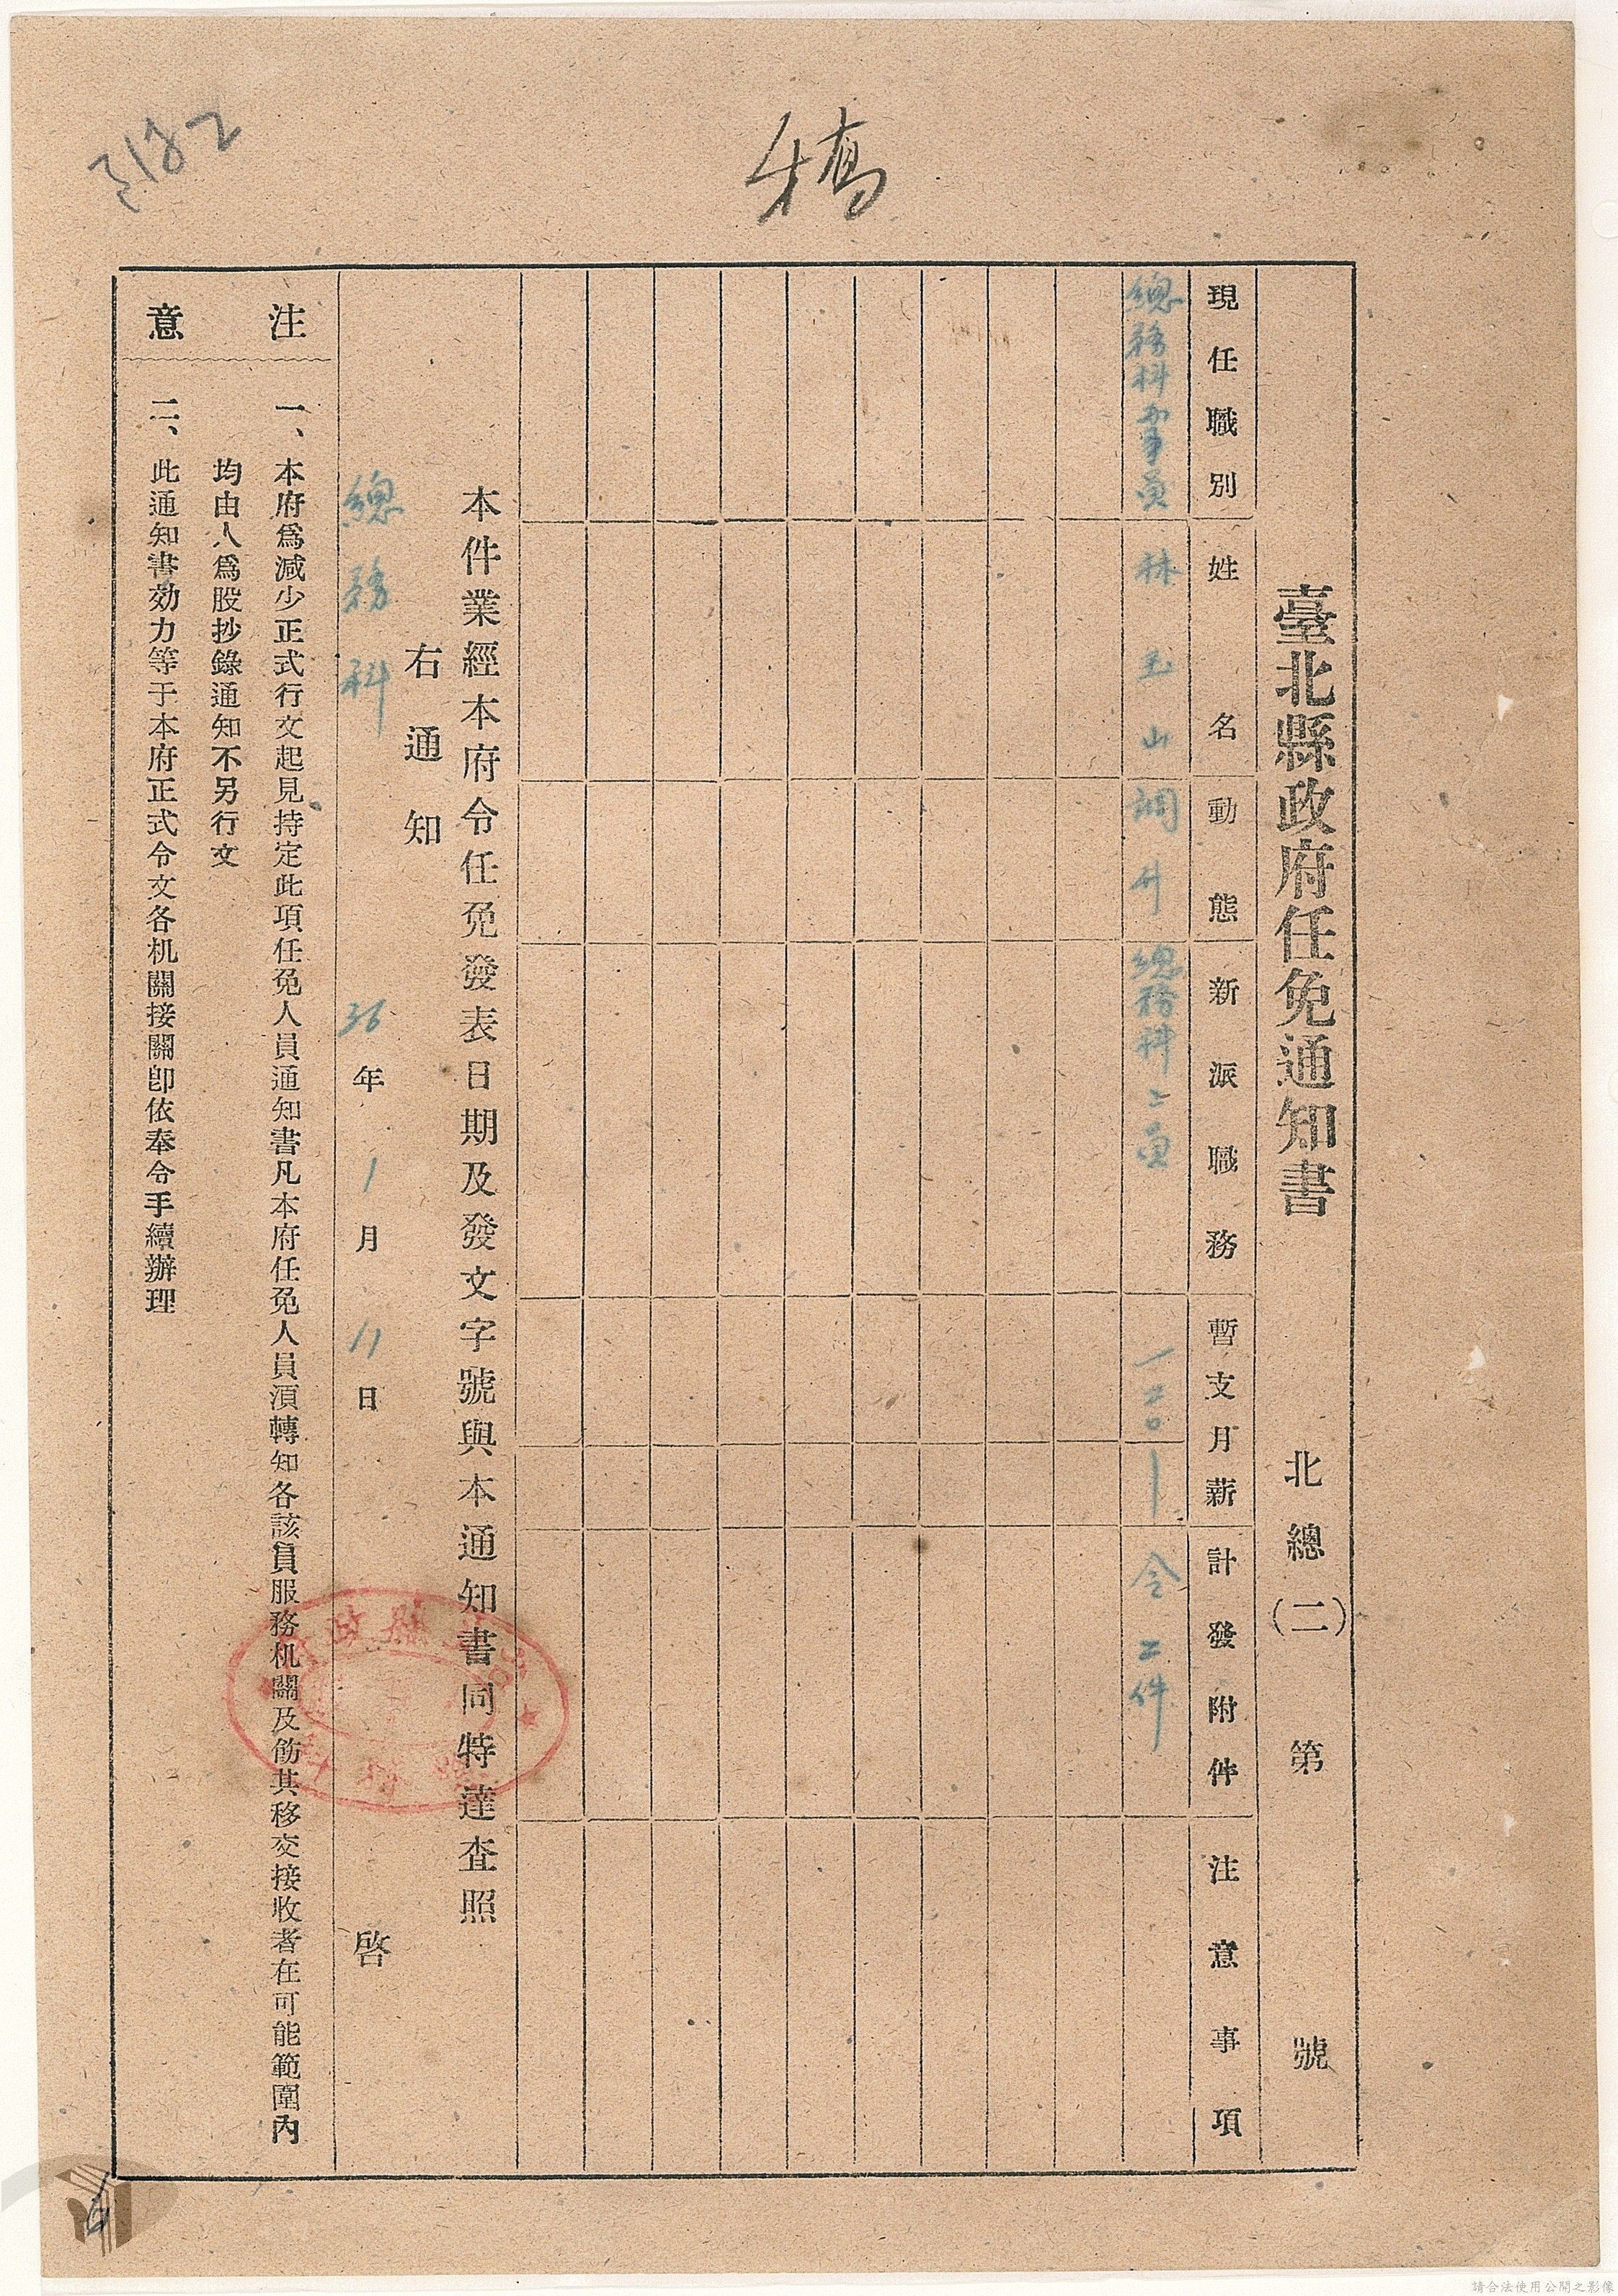 稿
3182
臺北縣政府任免通知書 北總(二)第 號
現任職別 姓名 動態 新派職務 暫支月薪 計發附件 注意事項
總務科事員 林玉山 調升 總務科二員 一二〇 令二件
本件業經本府令任免發表日期及發文字號與本通知書同特達查照
右通知
總務科 36年1月11日 啓
注意
一、本府爲減少正式行文起見持定此項任免人員通知書凡本府任免人員須轉知各該員服務机關及飭其移交接收者在可能範圍內
均由人爲股抄錄通知不另行文
二、此通知書効力等于本府正式令文各机關接關卽依奉令手續辦理
請合法使用公開之影像